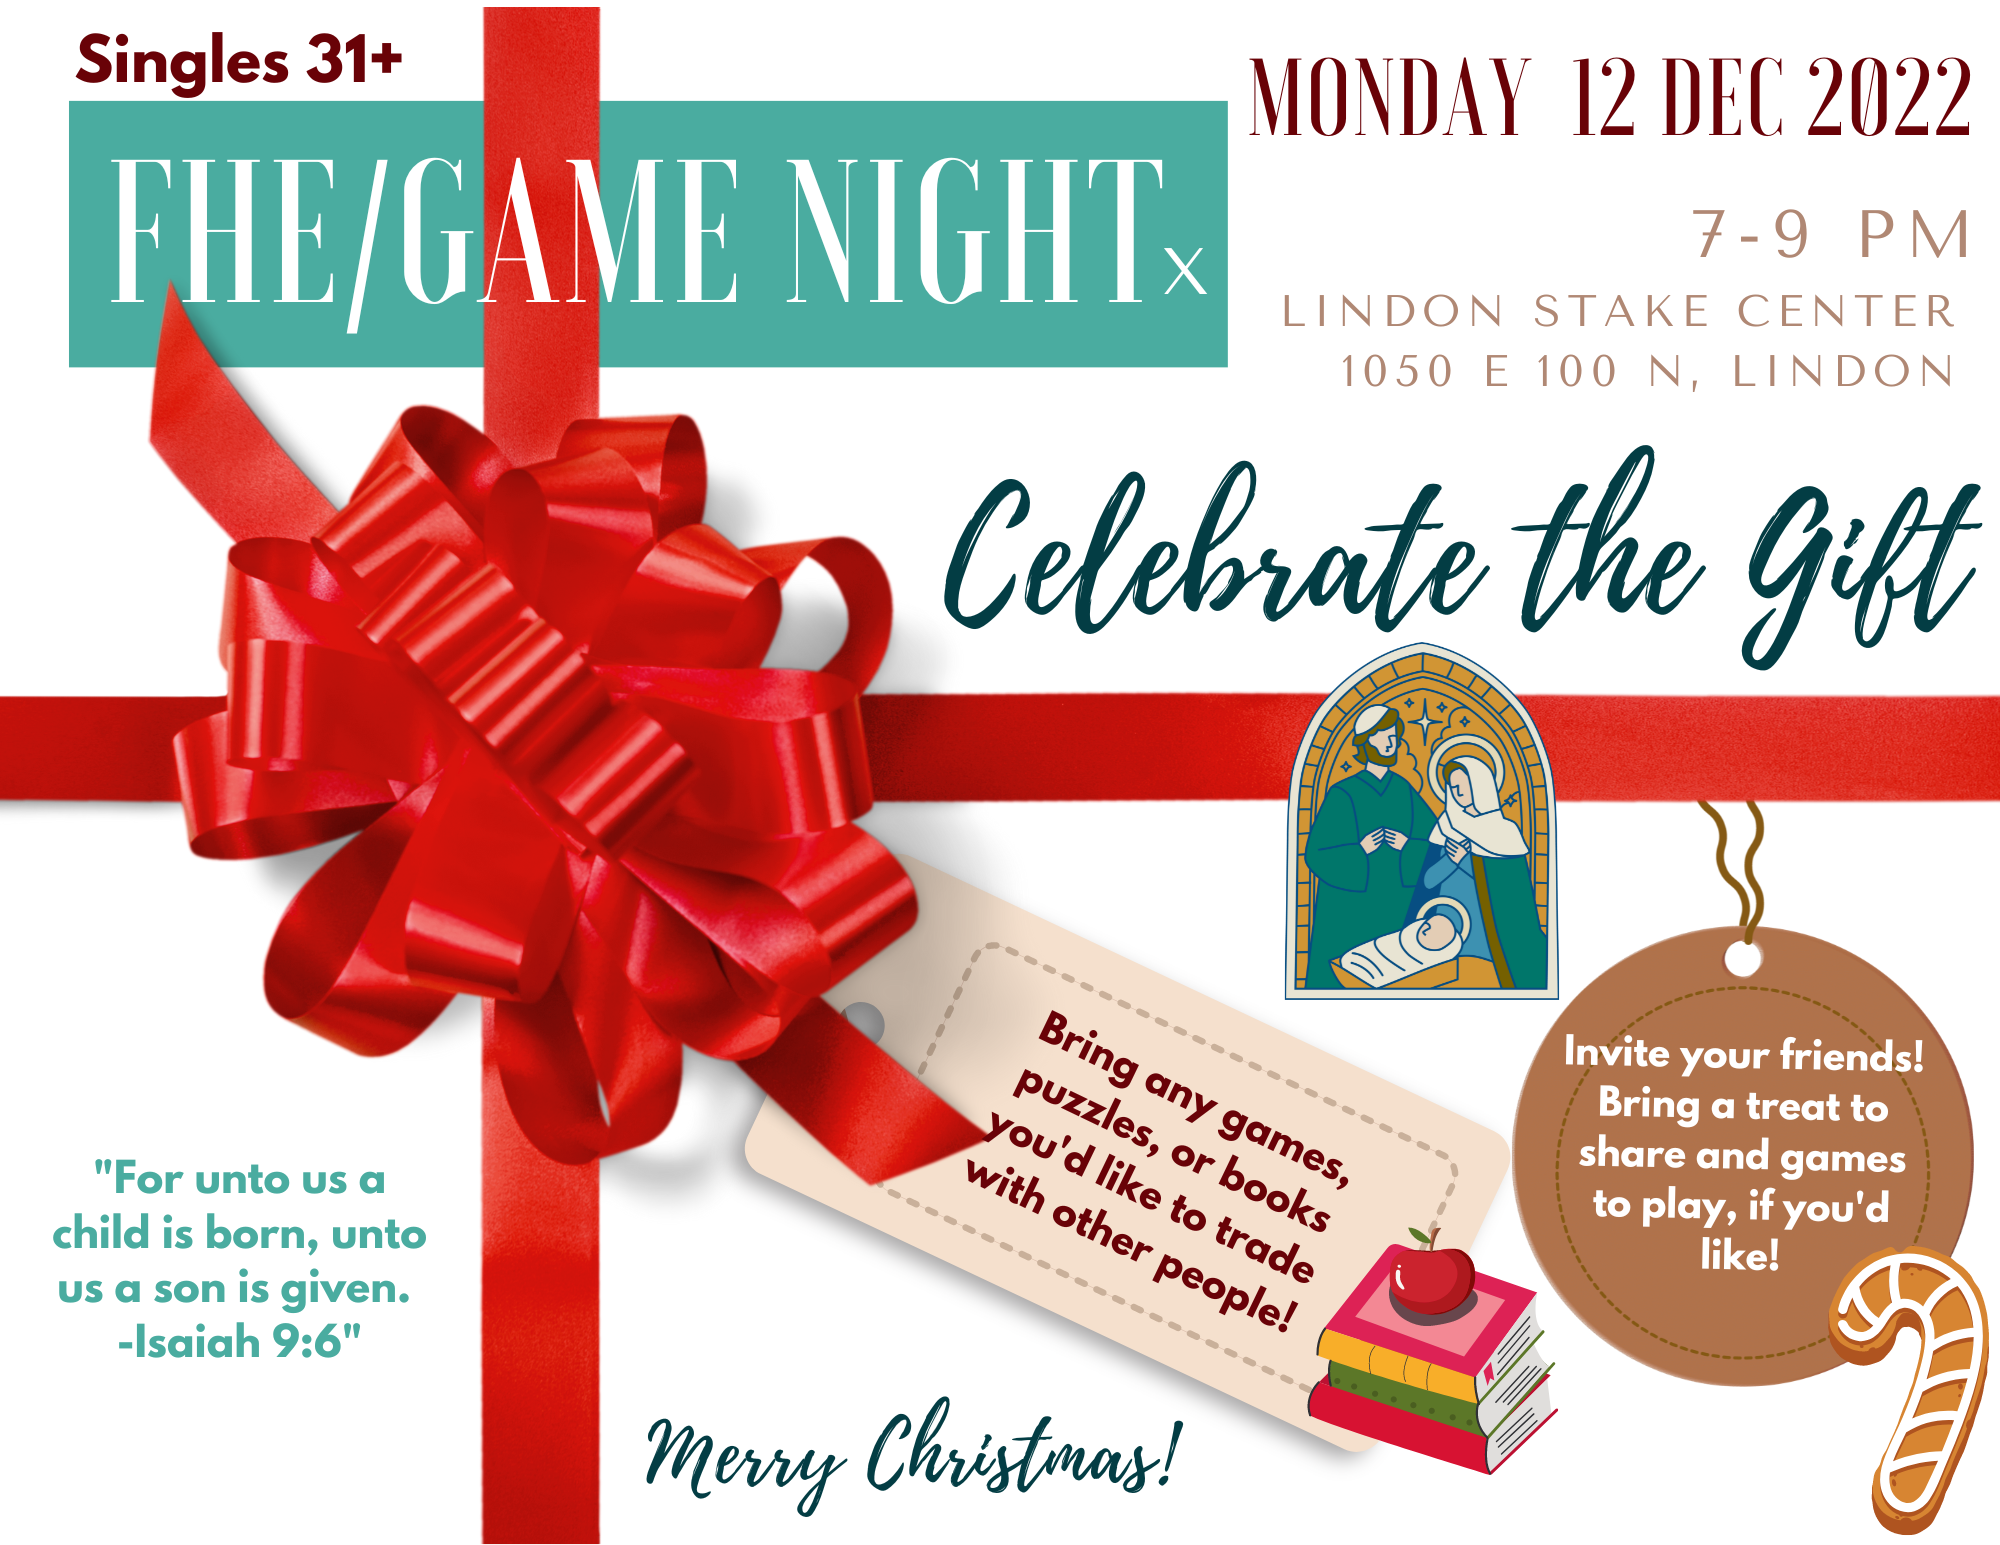 Singles 31+
FHE/GAME NIGHT x
MONDAY 12 DEC 2022
7-9 PM
LINDON STAKE CENTER
1050 E 100 N, LINDON
Celebrate the Gift
Bring any games,
puzzles, or books
you'd like to trade
with other people!
Invite your friends!
Bring a treat to
share and games
to play, if you'd
like!
"For unto us a
child is born, unto
us a son is given.
-Isaiah 9:6"
Merry Christmas!